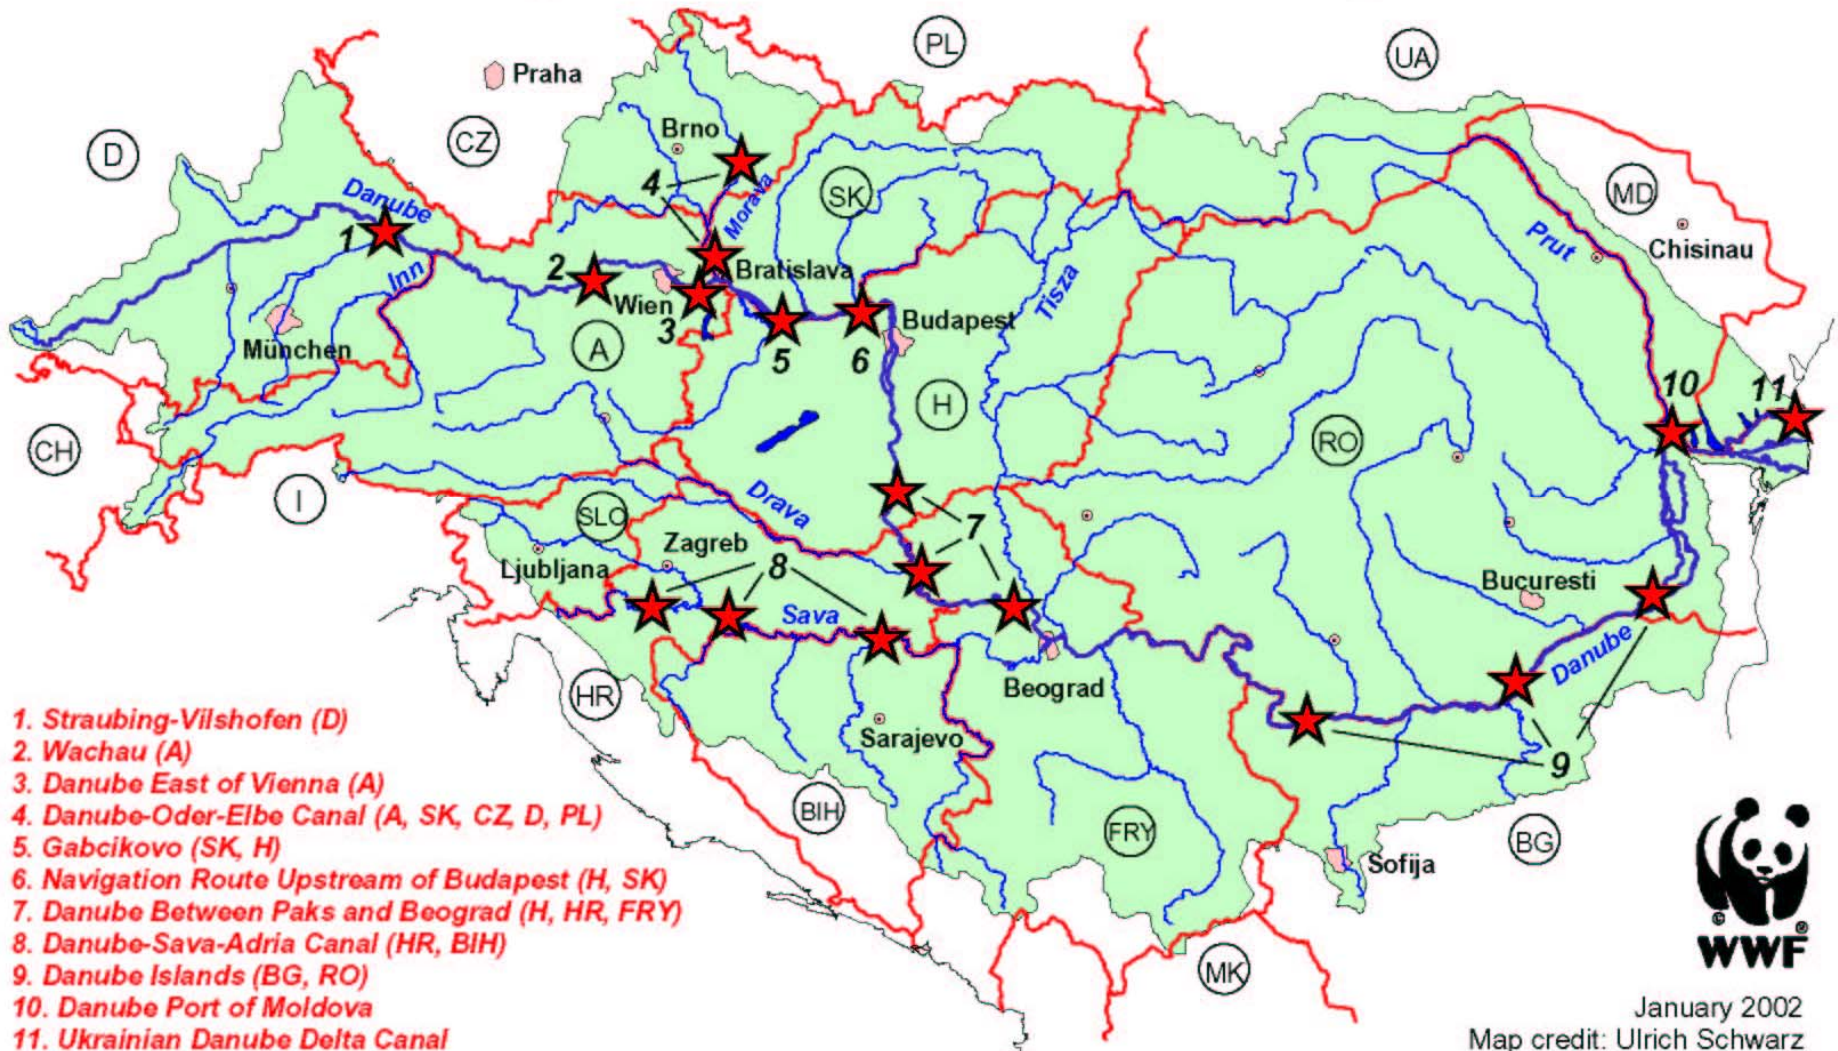 PL
UA
Praha
D
CZ
Brno
4
SK
MD
Chisinau
Danube
Morava
Prut
1
Inn
2
Bratislava
Tisza
Wien
3
Budapest
A
5
6
München
H
10
11
CH
RO
I
Drava
SLO
Zagreb
7
Ljubljana
8
Bucuresti
Sava
Danube
Beograd
HR
Sarajevo
9
BIH
FRY
BG
Sofija
MK
1. Straubing-Vilshofen (D)
2. Wachau (A)
3. Danube East of Vienna (A)
4. Danube-Oder-Elbe Canal (A, SK, CZ, D, PL)
5. Gabcikovo (SK, H)
6. Navigation Route Upstream of Budapest (H, SK)
7. Danube Between Paks and Beograd (H, HR, FRY)
8. Danube-Sava-Adria Canal (HR, BIH)
9. Danube Islands (BG, RO)
10. Danube Port of Moldova
11. Ukrainian Danube Delta Canal
© ®
WWF
January 2002
Map credit: Ulrich Schwarz